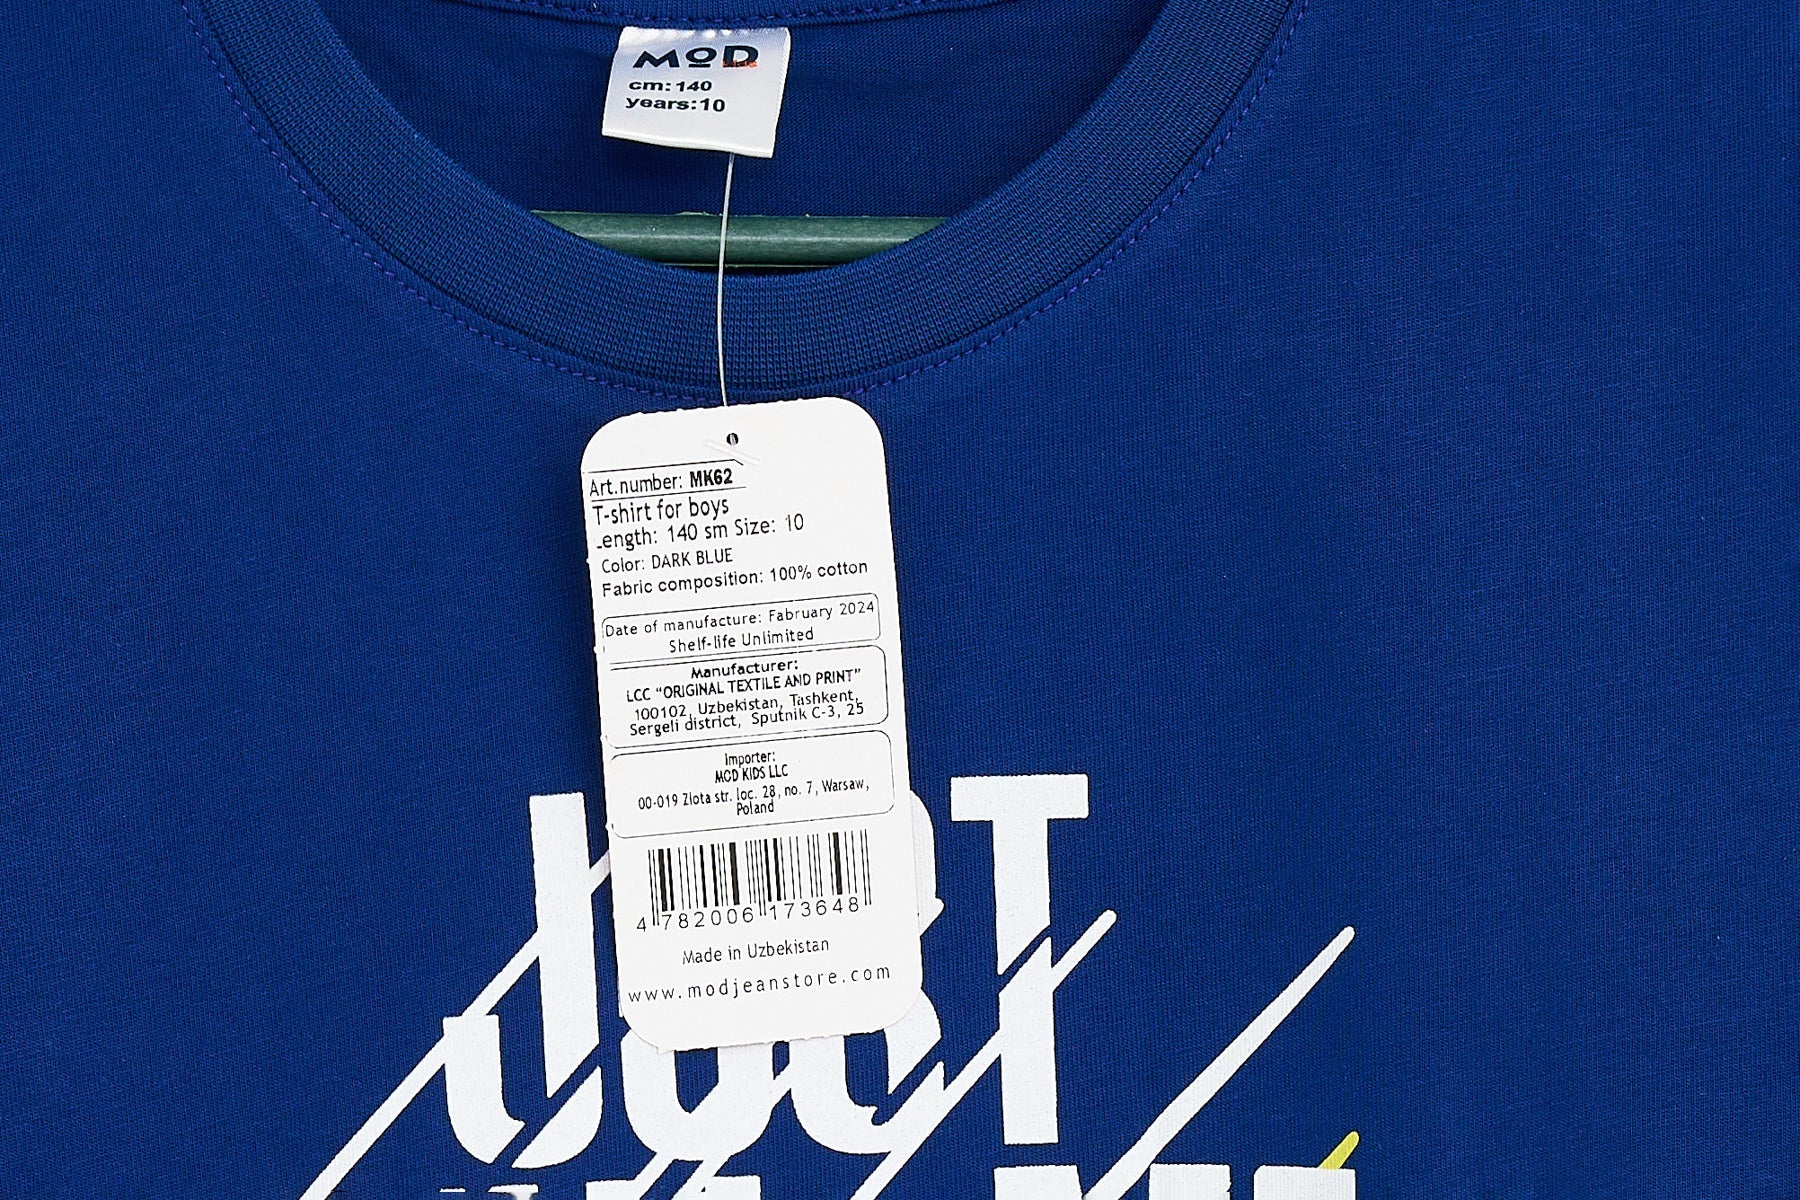 MOD
cm:140
years:10
Art.number: MK62
T-shirt for boys
Length: 140 sm Size: 10
Color: DARK BLUE
Fabric composition: 100% cotton
Date of manufacture: Fabruary 2024
Shelf-life Unlimited
Manufacturer:
LCC “ORIGINAL TEXTILE AND PRINT”
100102, Uzbekistan, Tashkent,
Sergeli district, Sputnik C-3, 25
Importer:
MOD KIDS LLC
00-019 Zlota str. loc. 28, no. 7, Warsaw,
Poland
4 782006 173648
Made in Uzbekistan
www.modjeanstore.com